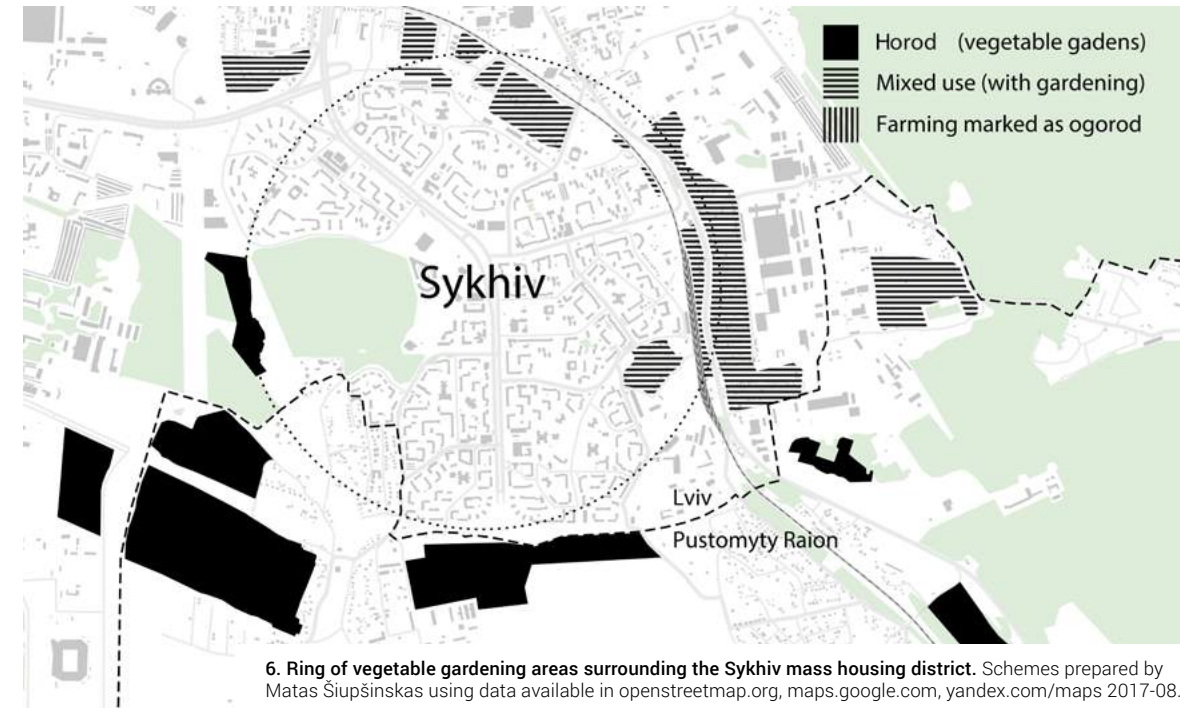 Horod (vegetable gadens)
Mixed use (with gardening)
Farming marked as ogorod
Sykhiv
Lviv
Pustomyty Raion
6. Ring of vegetable gardening areas surrounding the Sykhiv mass housing district. Schemes prepared by
Matas Šiupšinskas using data available in openstreetmap.org, maps.google.com, yandex.com/maps 2017-08.